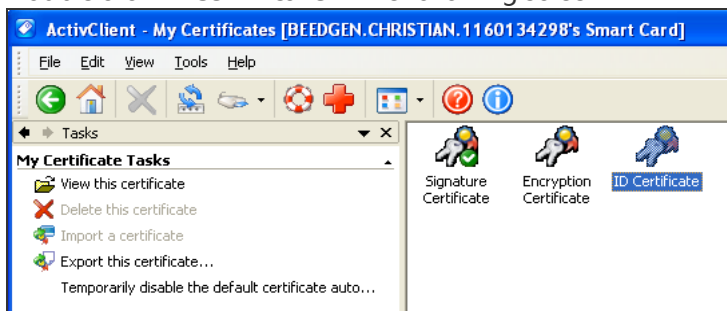 ActivClient - My Certificates [BEEDGEN.CHRISTIAN.1160134298's Smart Card]
File Edit View Tools Help
Tasks
My Certificate Tasks
View this certificate
Delete this certificate
Import a certificate
Export this certificate...
Temporarily disable the default certificate auto...
Signature
Certificate
Encryption
Certificate
ID Certificate